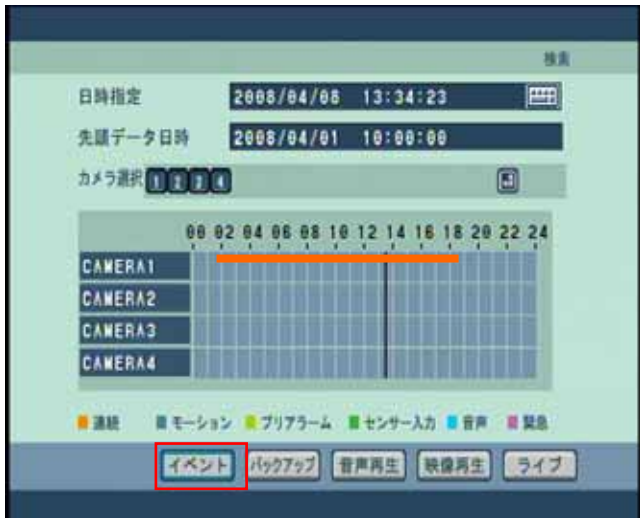 検索
日時指定 2008/04/08 13:34:23
先頭データ日時 2008/04/01 10:00:00
カメラ選択 1 2 3 4
00 02 04 06 08 10 12 14 16 18 20 22 24
CAMERA1
CAMERA2
CAMERA3
CAMERA4
連続 モーション プリアラーム センサー入力 音声 緊急
イベント バックアップ 音声再生 映像再生 ライブ